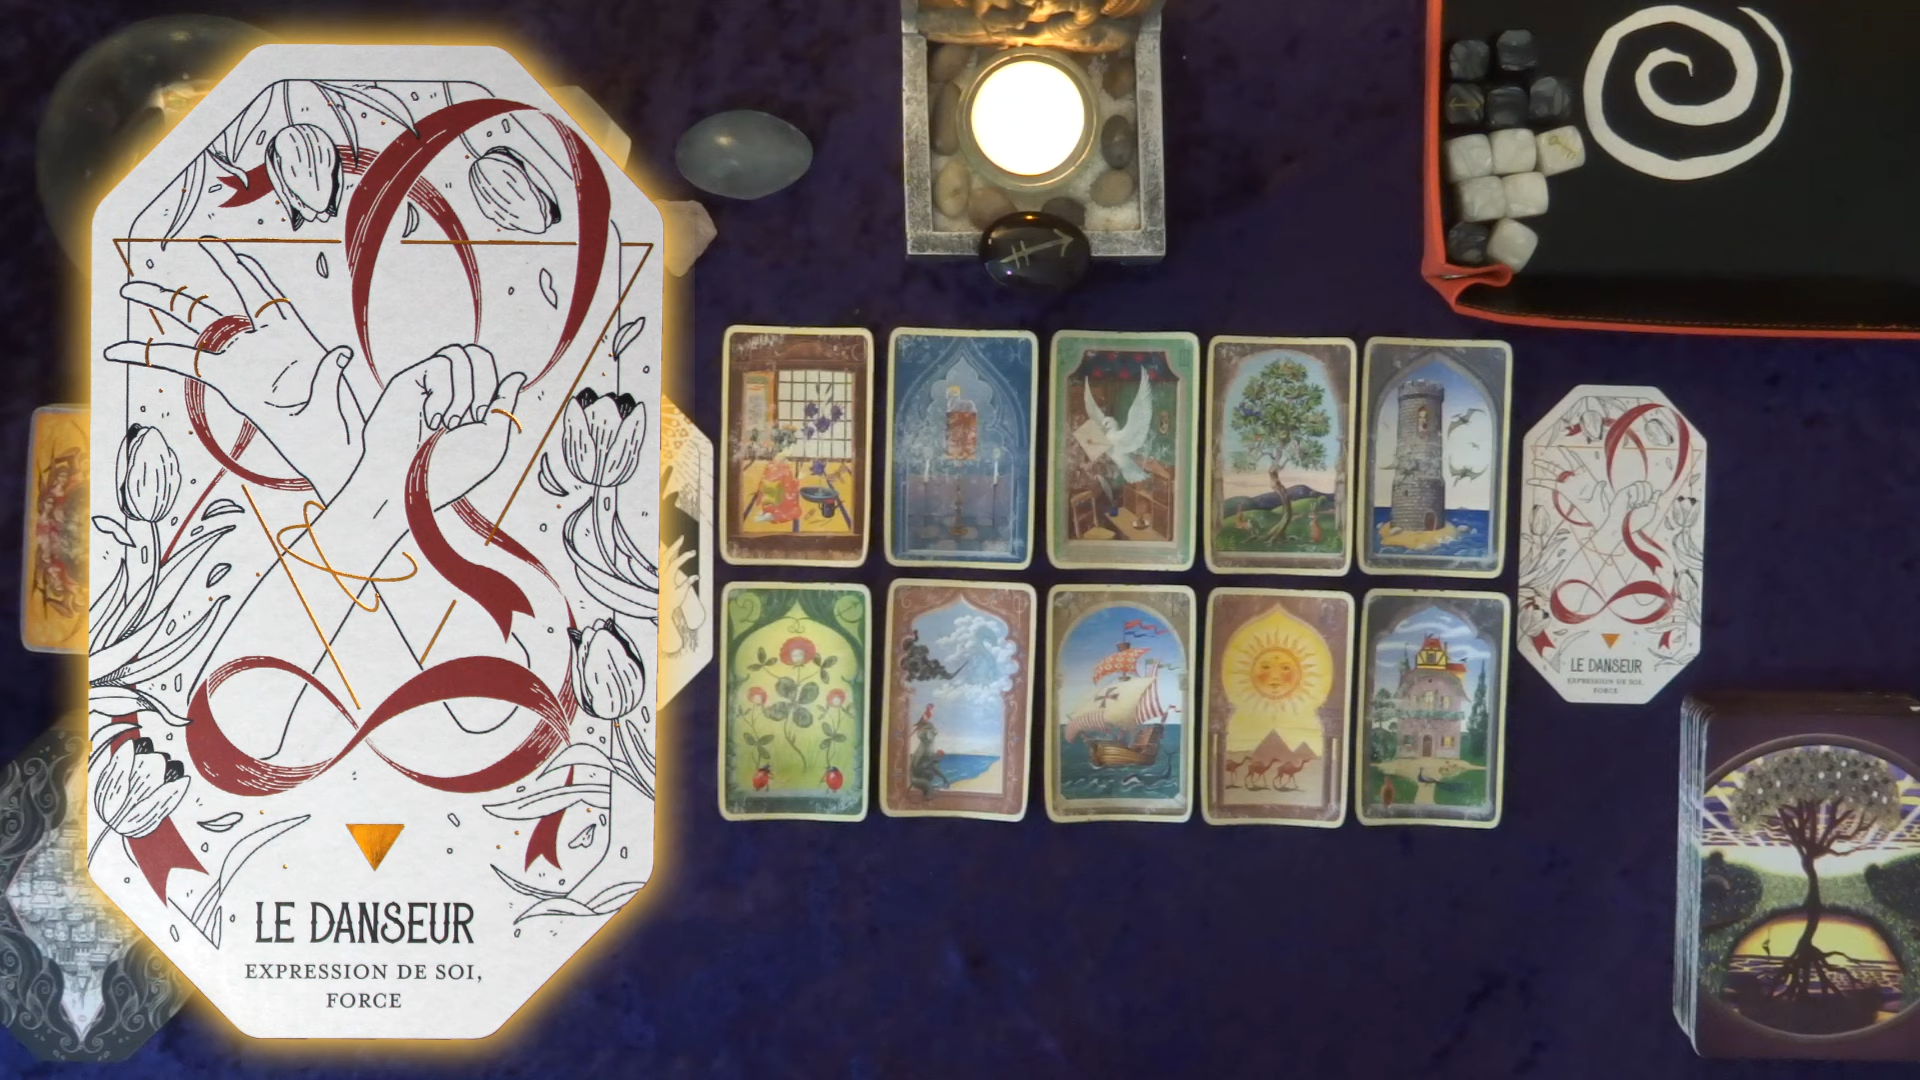 LE DANSEUR
EXPRESSION DE SOI,
FORCE
LE DANSEUR
EXPRESSION DE SOI,
FORCE